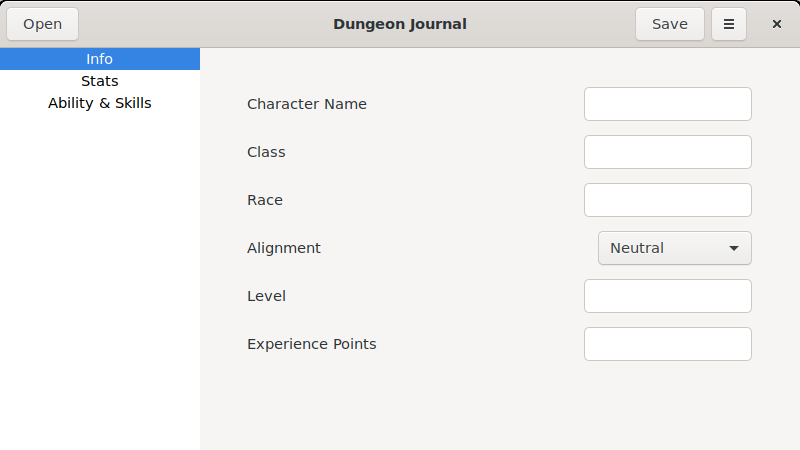 Open
Dungeon Journal
Save
Info
Stats
Ability & Skills
Character Name
Class
Race
Alignment
Neutral
Level
Experience Points